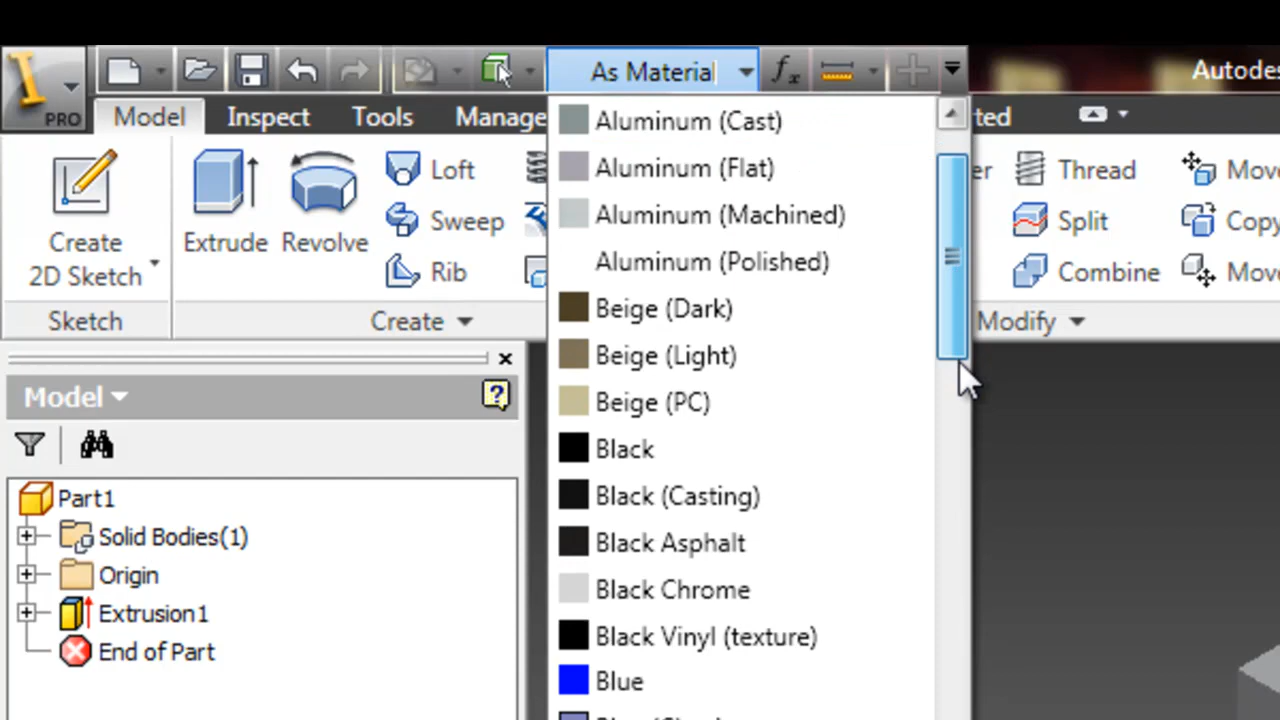 As Material
Autodes
PRO
Model
Inspect
Tools
Manage
ted
Create
2D Sketch
Extrude
Revolve
Loft
Sweep
Rib
er
Thread
Split
Combine
Move
Copy
Move
Sketch
Create
Modify
Aluminum (Cast)
Aluminum (Flat)
Aluminum (Machined)
Aluminum (Polished)
Beige (Dark)
Beige (Light)
Beige (PC)
Black
Black (Casting)
Black Asphalt
Black Chrome
Black Vinyl (texture)
Blue
Model
Part1
Solid Bodies(1)
Origin
Extrusion1
End of Part